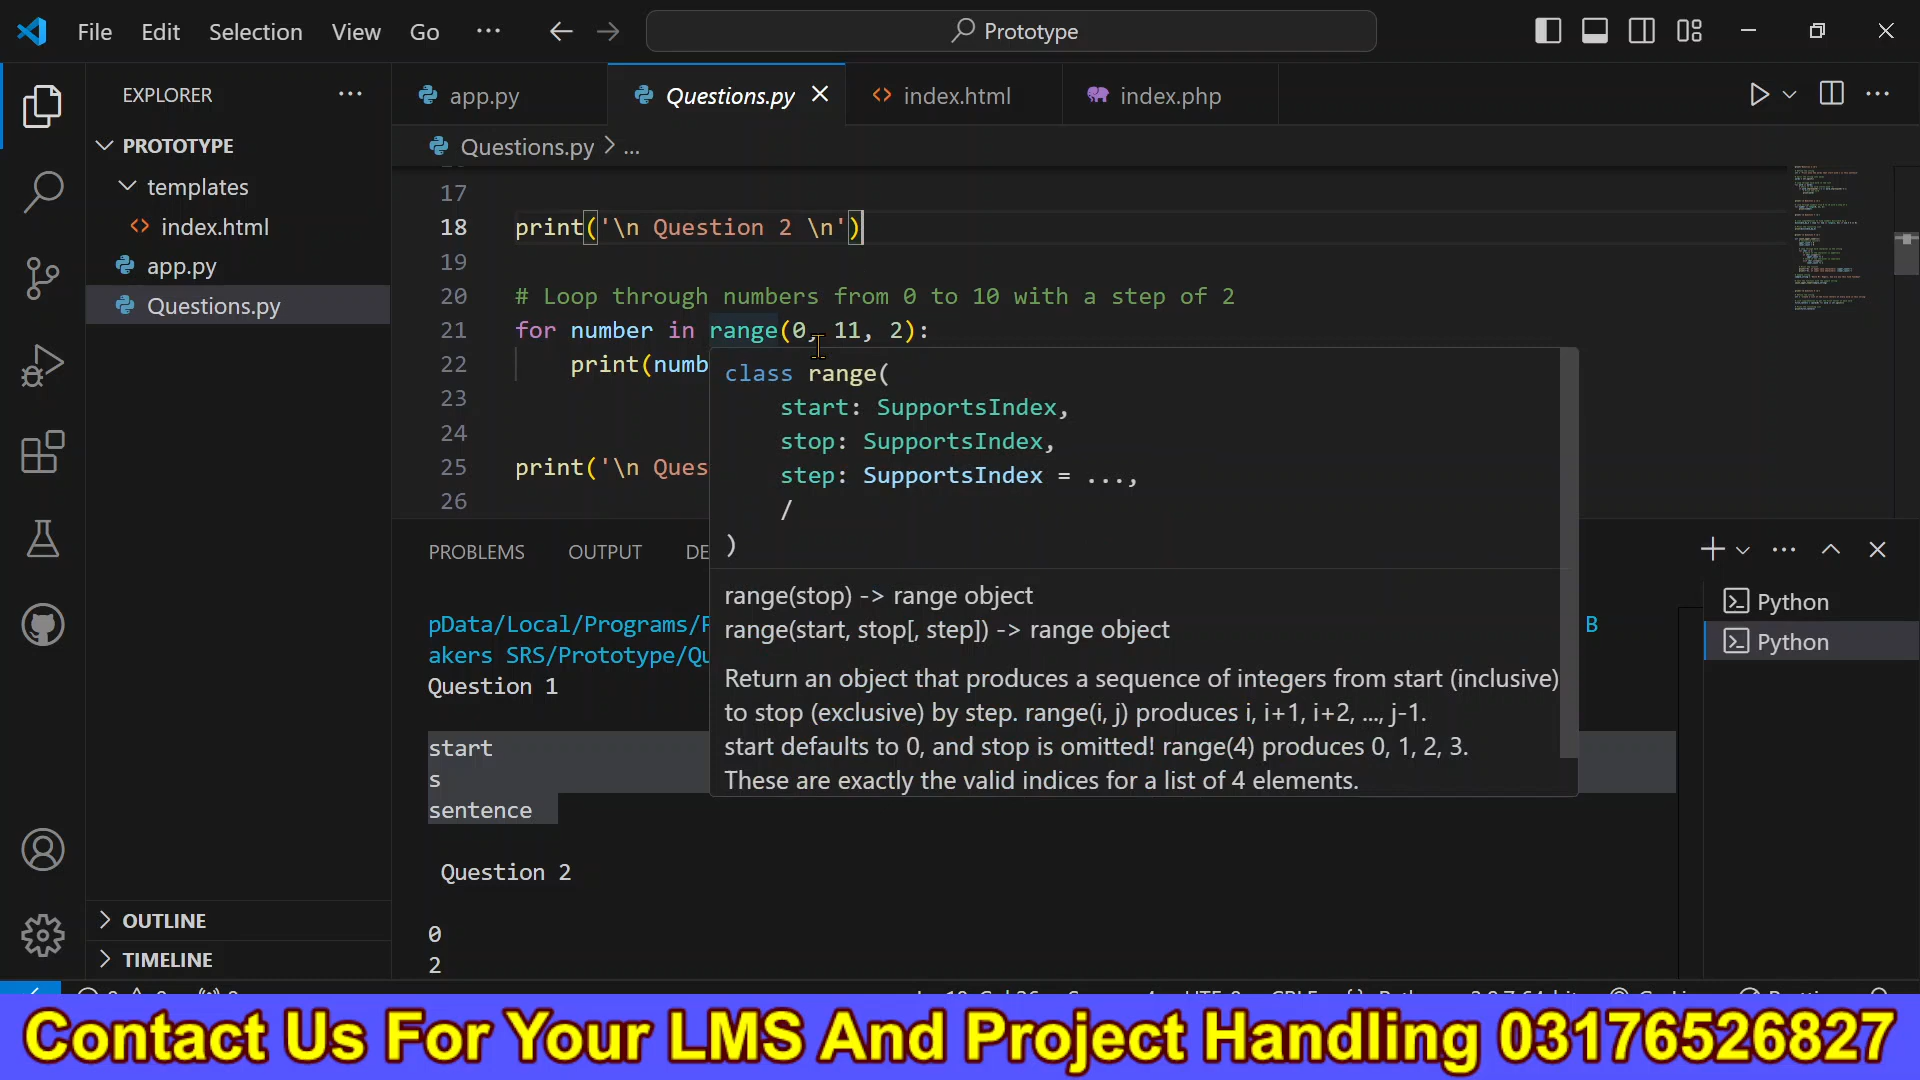 File Edit Selection View Go ··· Prototype
EXPLORER ···
PROTOTYPE
templates
index.html
app.py
Questions.py
OUTLINE
TIMELINE
app.py Questions.py index.html index.php
Questions.py > ...
17
18 print('\n Question 2 \n')
19
20 # Loop through numbers from 0 to 10 with a step of 2
21 for number in range(0, 11, 2):
22 print(numb
23
24
25 print('\n Ques
26
class range(
start: SupportsIndex,
stop: SupportsIndex,
step: SupportsIndex = ...,
/
)
range(stop) -> range object
range(start, stop[, step]) -> range object
Return an object that produces a sequence of integers from start (inclusive)
to stop (exclusive) by step. range(i, j) produces i, i+1, i+2, ..., j-1.
start defaults to 0, and stop is omitted! range(4) produces 0, 1, 2, 3.
These are exactly the valid indices for a list of 4 elements.
PROBLEMS OUTPUT DE
pData/Local/Programs/P B
akers SRS/Prototype/Qu
Question 1
start
s
sentence
Question 2
0
2
Python
Python
Contact Us For Your LMS And Project Handling 03176526827